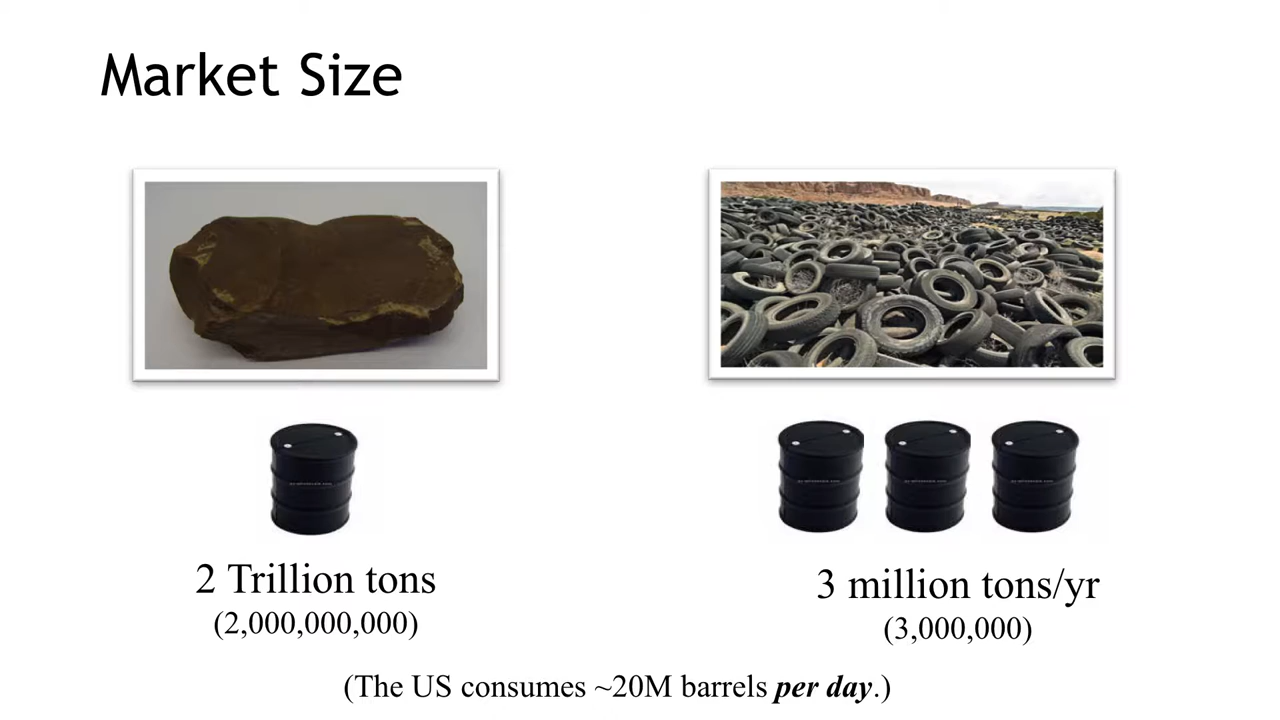 Market Size
2 Trillion tons
(2,000,000,000)
3 million tons/yr
(3,000,000)
(The US consumes ~20M barrels per day.)